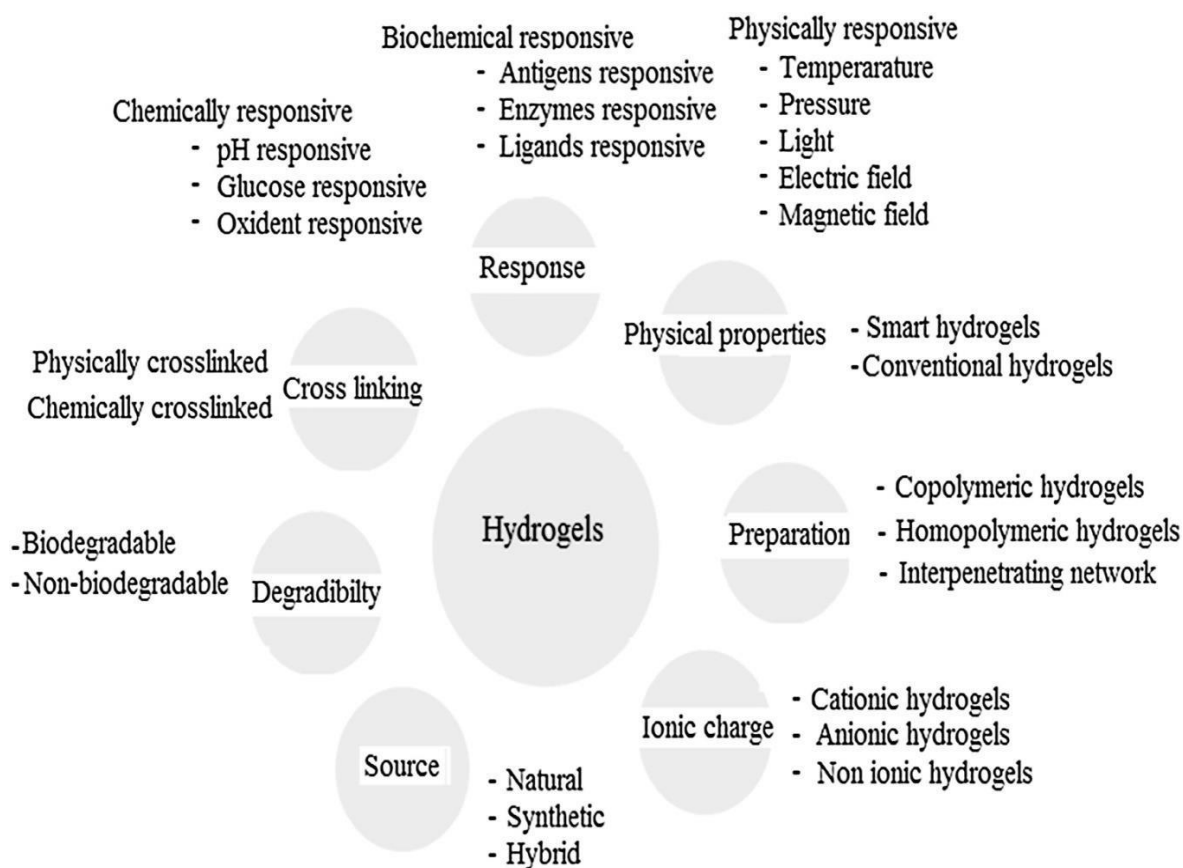 Biochemical responsive
- Antigens responsive
- Enzymes responsive
- Ligands responsive
Physically responsive
- Temperarature
- Pressure
- Light
- Electric field
- Magnetic field
Chemically responsive
- pH responsive
- Glucose responsive
- Oxident responsive
Response
Physical properties
- Smart hydrogels
-Conventional hydrogels
Physically crosslinked
Chemically crosslinked
Cross linking
Hydrogels
Preparation
- Copolymeric hydrogels
- Homopolymeric hydrogels
- Interpenetrating network
-Biodegradable
-Non-biodegradable
Degradibilty
Ionic charge
- Cationic hydrogels
- Anionic hydrogels
- Non ionic hydrogels
Source
- Natural
- Synthetic
- Hybrid